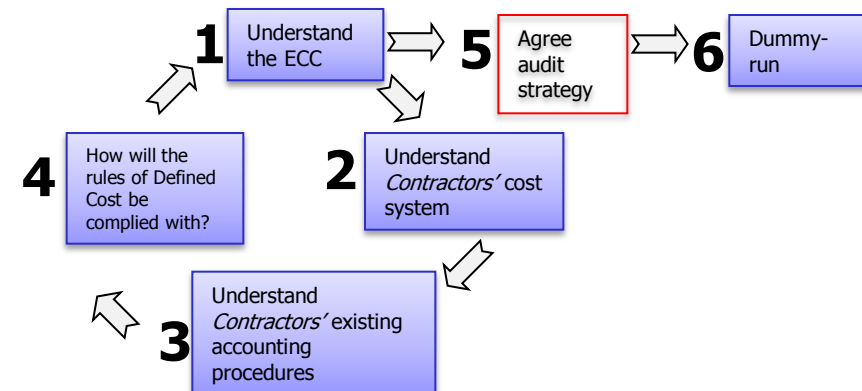 1
Understand
the ECC
5
Agree
audit
strategy
6
Dummy-
run
4
How will the
rules of Defined
Cost be
complied with?
2
Understand
Contractors’ cost
system
3
Understand
Contractors’ existing
accounting
procedures